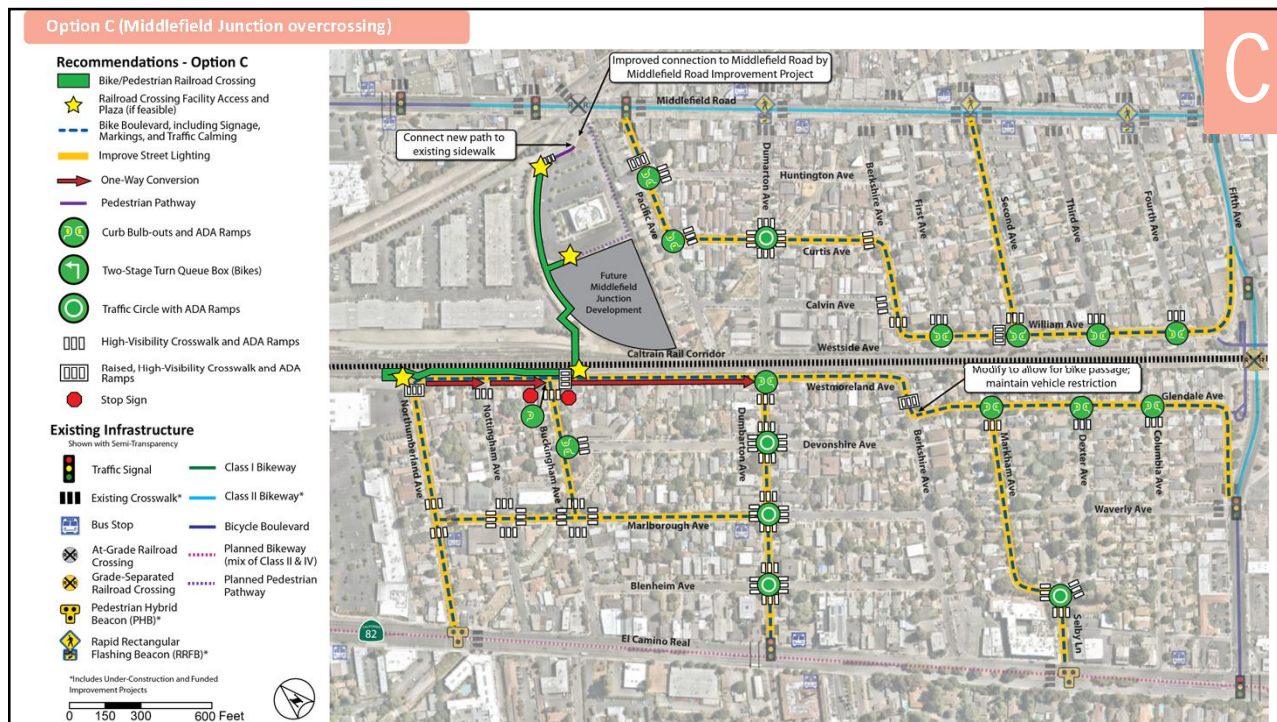 Option C (Middlefield Junction overcrossing)
C
Recommendations - Option C
Bike/Pedestrian Railroad Crossing
Railroad Crossing Facility Access and
Plaza (if feasible)
Bike Boulevard, including Signage,
Markings, and Traffic Calming
Improve Street Lighting
One-Way Conversion
Pedestrian Pathway
Curb Bulb-outs and ADA Ramps
Two-Stage Turn Queue Box (Bikes)
Traffic Circle with ADA Ramps
High-Visibility Crosswalk and ADA Ramps
Raised, High-Visibility Crosswalk and ADA
Ramps
Stop Sign
Existing Infrastructure
Shown with Semi-Transparency
Traffic Signal
Class I Bikeway
Existing Crosswalk*
Class II Bikeway*
Bus Stop
Bicycle Boulevard
At-Grade Railroad
Crossing
Planned Bikeway
(mix of Class II & IV)
Grade-Separated
Railroad Crossing
Planned Pedestrian
Pathway
Pedestrian Hybrid
Beacon (PHB)*
Rapid Rectangular
Flashing Beacon (RRFB)*
*Includes Under-Construction and Funded
Improvement Projects
0 150 300 600 Feet
Improved connection to Middlefield Road by
Middlefield Road Improvement Project
Connect new path to
existing sidewalk
Middlefield Road
Huntington Ave
Pacific Ave
Dumarton Ave
Berkshire Ave
First Ave
Second Ave
Third Ave
Fourth Ave
Fifth Ave
Curtis Ave
Calvin Ave
William Ave
Westside Ave
Future
Middlefield
Junction
Development
Caltrain Rail Corridor
Modify to allow for bike passage;
maintain vehicle restriction
Westmoreland Ave
Glendale Ave
Northumberland Ave
Nottingham Ave
Buckingham Ave
Dumbarton Ave
Devonshire Ave
Berkshire Ave
Markham Ave
Dexter Ave
Columbia Ave
Waverly Ave
Marlborough Ave
Blenheim Ave
Selby Ln
El Camino Real
82